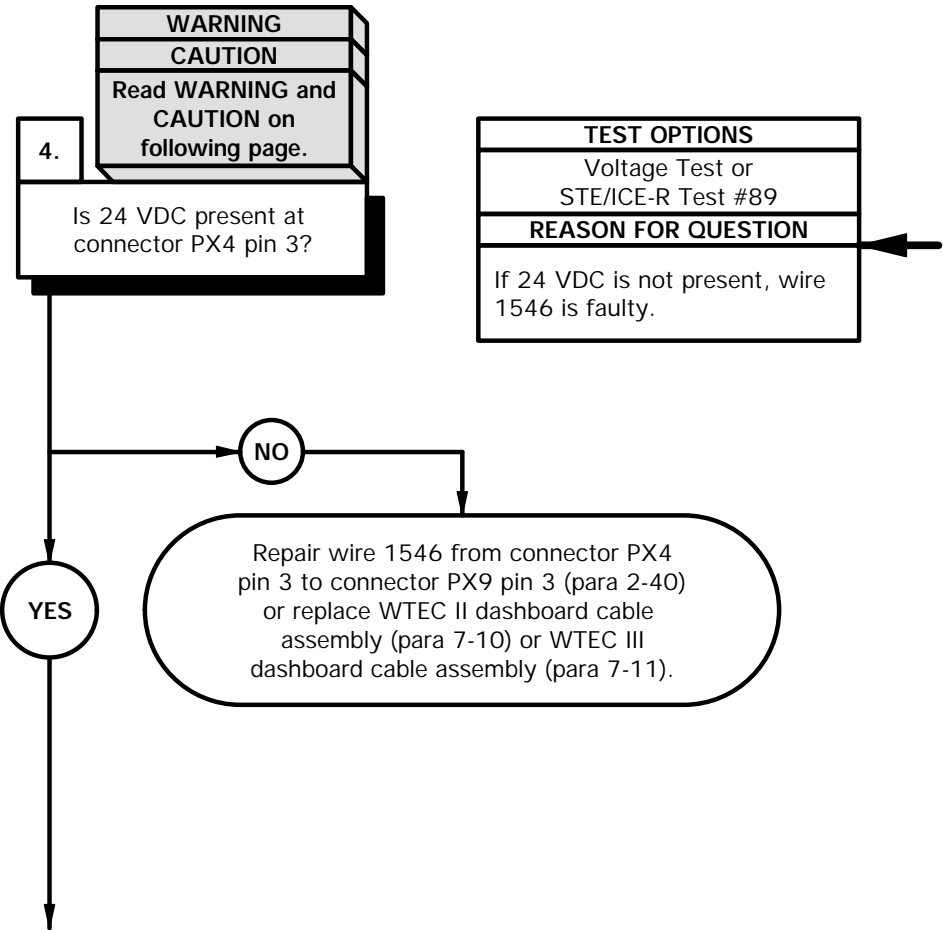 WARNING
CAUTION
Read WARNING and
CAUTION on
following page.
4.
Is 24 VDC present at
connector PX4 pin 3?
TEST OPTIONS
Voltage Test or
STE/ICE-R Test #89
REASON FOR QUESTION
If 24 VDC is not present, wire
1546 is faulty.
NO
Repair wire 1546 from connector PX4
pin 3 to connector PX9 pin 3 (para 2-40)
or replace WTEC II dashboard cable
assembly (para 7-10) or WTEC III
dashboard cable assembly (para 7-11).
YES